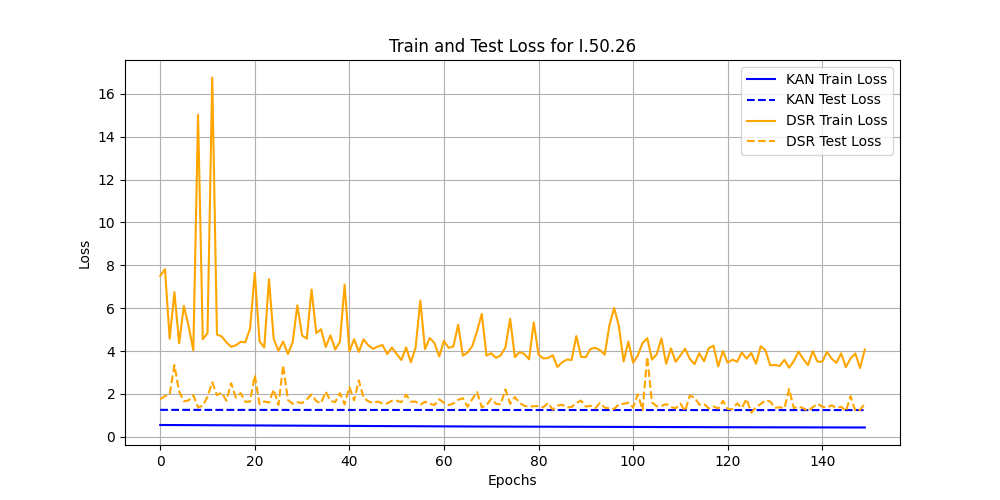 Train and Test Loss for I.50.26
KAN Train Loss
KAN Test Loss
DSR Train Loss
DSR Test Loss
Loss
16
14
12
10
8
6
4
2
0
0 20 40 60 80 100 120 140
Epochs